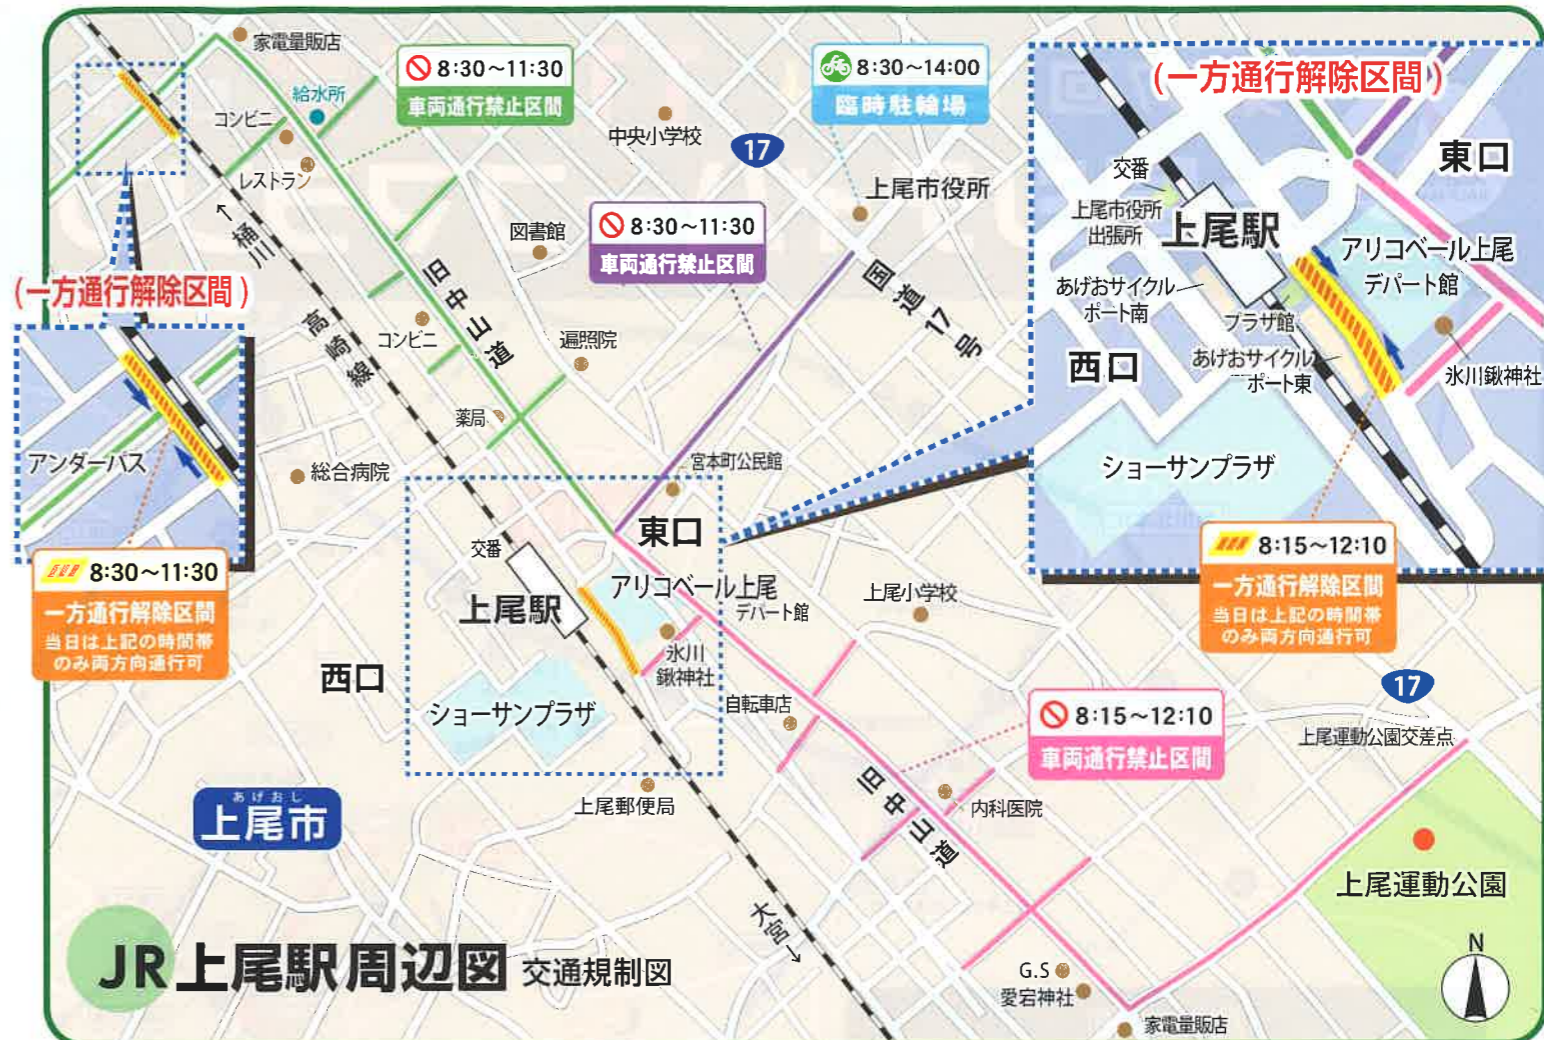 家電量販店
8:30〜11:30
車両通行禁止区間
8:30〜14:00
臨時駐輪場
(一方通行解除区間)
給水所
コンビニ
レストラン
中央小学校
17
上尾市役所
図書館
8:30〜11:30
車両通行禁止区間
←桶川
高崎線
旧中山道
国道17号
コンビニ
遍照院
薬局
総合病院
宮本町公民館
(一方通行解除区間)
アンダーパス
8:30〜11:30
一方通行解除区間
当日は上記の時間帯
のみ両方向通行可
東口
交番
上尾市役所
出張所
上尾駅
アリコベール上尾
デパート館
あげおサイクル
ポート南
プラザ館
西口
あげおサイクル
ポート東
氷川鍬神社
ショーサンプラザ
8:15〜12:10
一方通行解除区間
当日は上記の時間帯
のみ両方向通行可
東口
交番
上尾駅
アリコベール上尾
デパート館
上尾小学校
西口
氷川
鍬神社
ショーサンプラザ
自転車店
8:15〜12:10
車両通行禁止区間
17
上尾運動公園交差点
上尾郵便局
旧中山道
内科医院
あげおし
上尾市
上尾運動公園
大宮→
G.S
愛宕神社
家電量販店
N
JR上尾駅周辺図 交通規制図